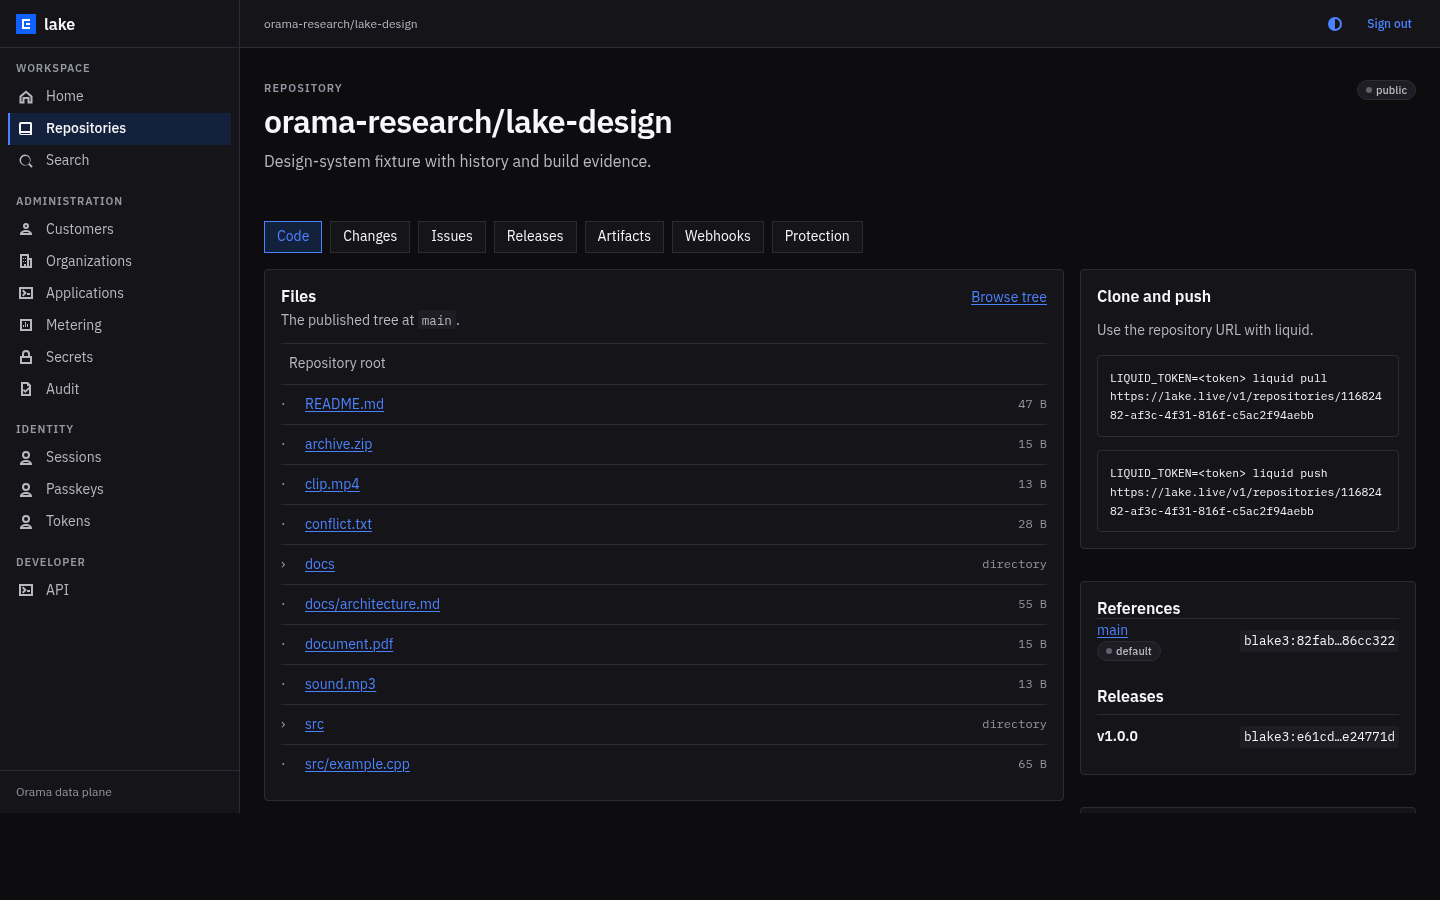 lake
orama-research/lake-design
Sign out
WORKSPACE
Home
Repositories
Search
ADMINISTRATION
Customers
Organizations
Applications
Metering
Secrets
Audit
IDENTITY
Sessions
Passkeys
Tokens
DEVELOPER
API
Orama data plane
REPOSITORY
public
orama-research/lake-design
Design-system fixture with history and build evidence.
Code
Changes
Issues
Releases
Artifacts
Webhooks
Protection
Files
Browse tree
The published tree at main.
Repository root
· README.md 47 B
· archive.zip 15 B
· clip.mp4 13 B
· conflict.txt 28 B
› docs directory
· docs/architecture.md 55 B
· document.pdf 15 B
· sound.mp3 13 B
› src directory
· src/example.cpp 65 B
Clone and push
Use the repository URL with liquid.
LIQUID_TOKEN=<token> liquid pull
https://lake.live/v1/repositories/116824
82-af3c-4f31-816f-c5ac2f94aebb
LIQUID_TOKEN=<token> liquid push
https://lake.live/v1/repositories/116824
82-af3c-4f31-816f-c5ac2f94aebb
References
main
default
blake3:82fab…86cc322
Releases
v1.0.0 blake3:e61cd…e24771d